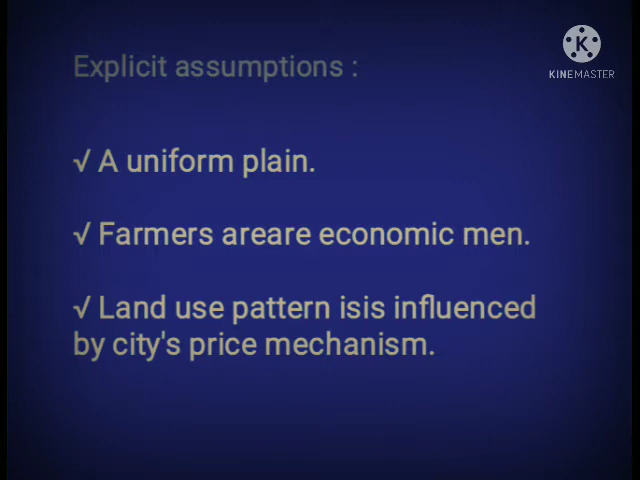 Explicit assumptions :
K
KINEMASTER
√ A uniform plain.
√ Farmers areare economic men.
√ Land use pattern isis influenced
by city's price mechanism.